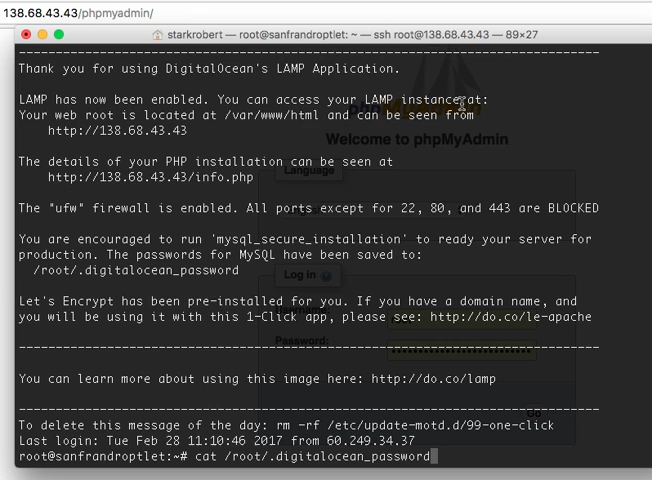 138.68.43.43/phpmyadmin/
starkrobert — root@sanfrandroptlet: ~ — ssh root@138.68.43.43 — 89×27
--------------------------------------------------------------------------------
Thank you for using DigitalOcean's LAMP Application.
LAMP has now been enabled. You can access your LAMP instance at:
Your web root is located at /var/www/html and can be seen from
http://138.68.43.43
Welcome to phpMyAdmin
The details of your PHP installation can be seen at
Language
http://138.68.43.43/info.php
The "ufw" firewall is enabled. All ports except for 22, 80, and 443 are BLOCKED
You are encouraged to run 'mysql_secure_installation' to ready your server for
production. The passwords for MySQL have been saved to:
/root/.digitalocean_password
Log in
Let's Encrypt has been pre-installed for you. If you have a domain name, and
you will be using it with this 1-Click app, please see: http://do.co/le-apache
Password:
--------------------------------------------------------------------------------
You can learn more about using this image here: http://do.co/lamp
--------------------------------------------------------------------------------
Go
To delete this message of the day: rm -rf /etc/update-motd.d/99-one-click
Last login: Tue Feb 28 11:10:46 2017 from 60.249.34.37
root@sanfrandroptlet:~# cat /root/.digitalocean_password